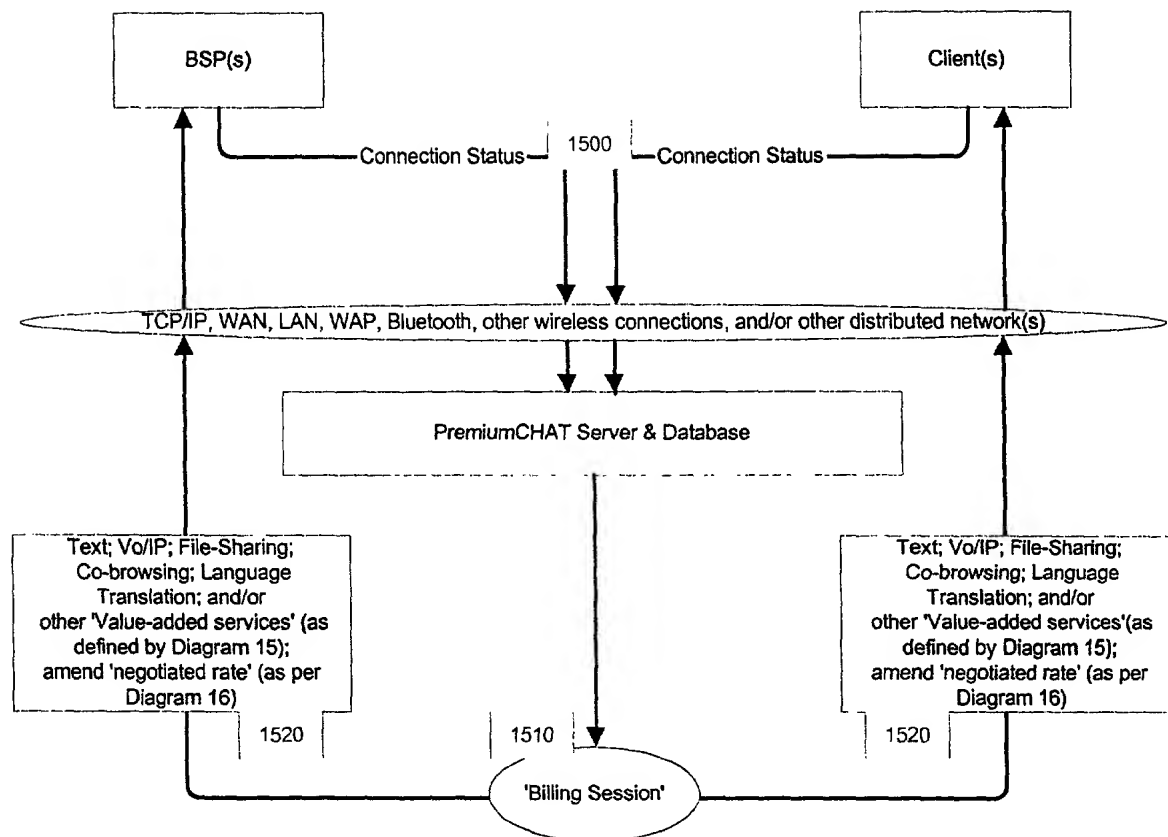 BSP(s)
Client(s)
Connection Status
1500
Connection Status
TCP/IP, WAN, LAN, WAP, Bluetooth, other wireless connections, and/or other distributed network(s)
PremiumCHAT Server & Database
Text; Vo/IP; File-Sharing;
Co-browsing; Language
Translation; and/or
other 'Value-added services' (as
defined by Diagram 15);
amend 'negotiated rate' (as per
Diagram 16)
Text; Vo/IP; File-Sharing;
Co-browsing; Language
Translation; and/or
other 'Value-added services'(as
defined by Diagram 15);
amend 'negotiated rate' (as per
Diagram 16)
1520
1510
1520
'Billing Session'